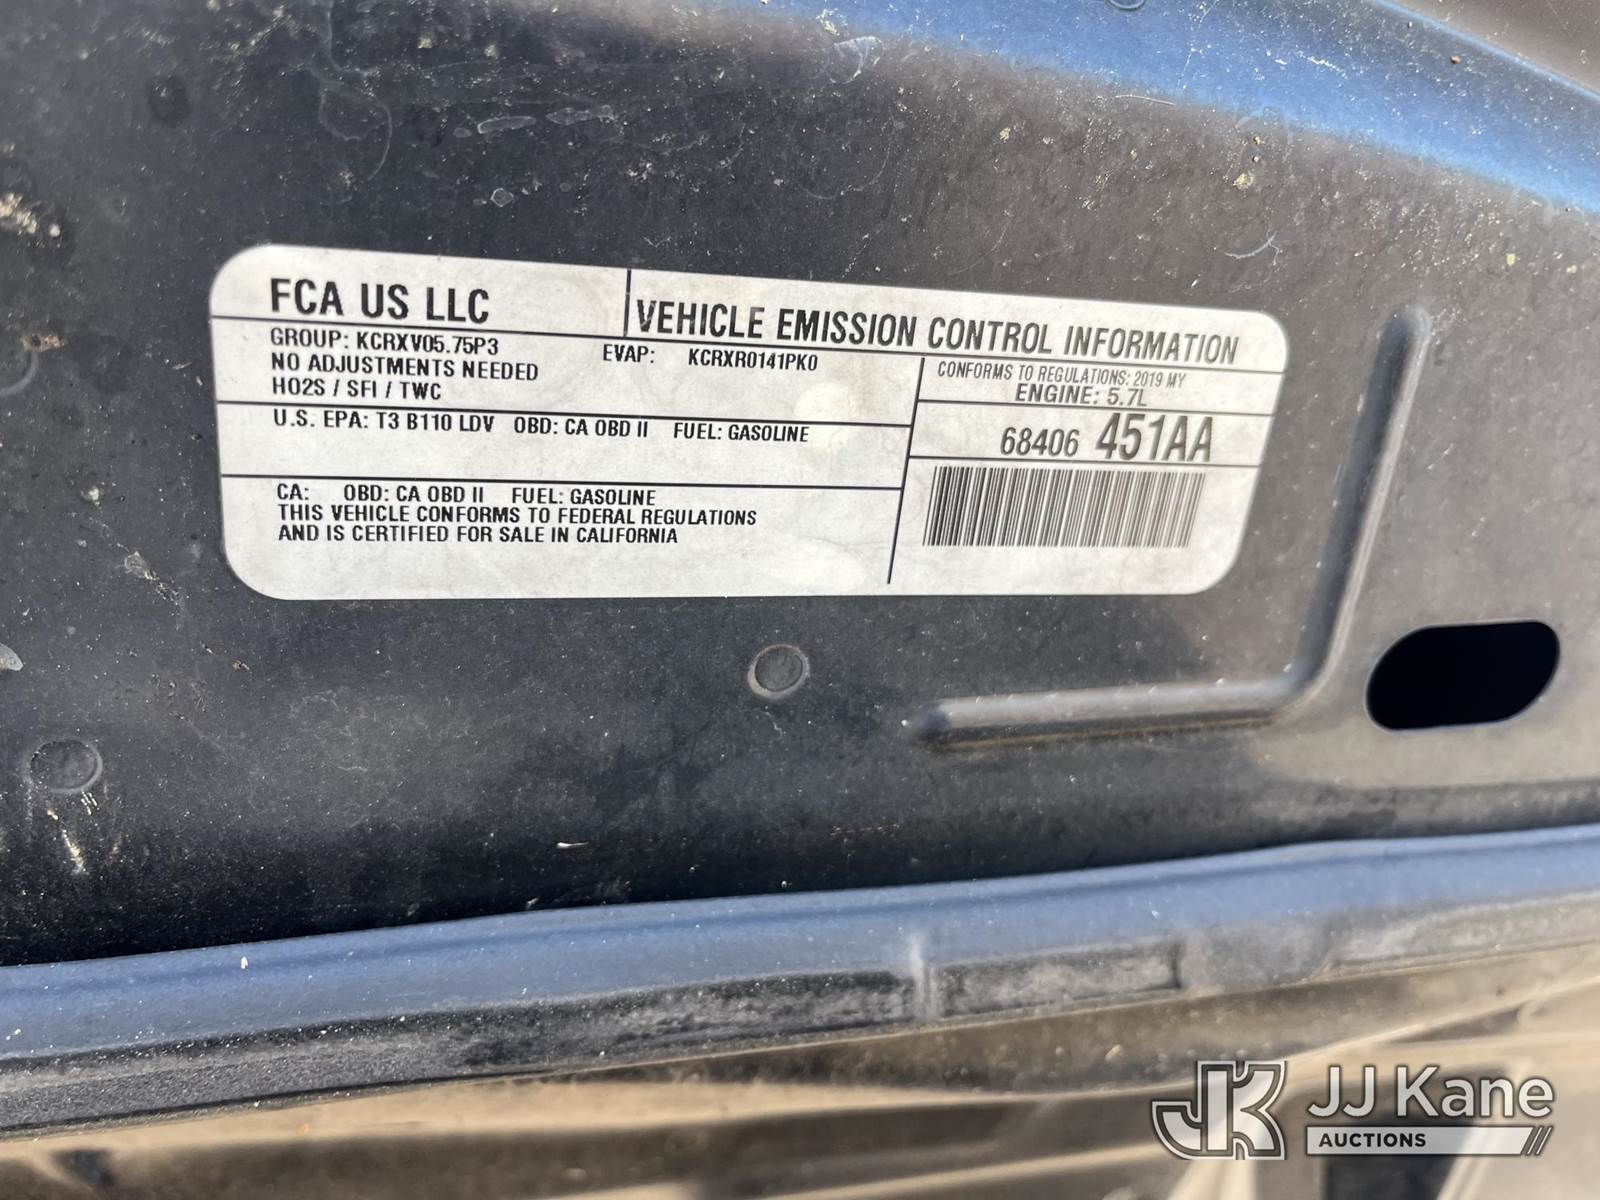 FCA US LLC
VEHICLE EMISSION CONTROL INFORMATION
GROUP: KCRXV05.75P3
EVAP: KCRXR0141PK0
NO ADJUSTMENTS NEEDED
HO2S / SFI / TWC
CONFORMS TO REGULATIONS: 2019 MY
ENGINE: 5.7L
U.S. EPA: T3 B110 LDV OBD: CA OBD II FUEL: GASOLINE
68406 451AA
CA: OBD: CA OBD II FUEL: GASOLINE
THIS VEHICLE CONFORMS TO FEDERAL REGULATIONS
AND IS CERTIFIED FOR SALE IN CALIFORNIA
JK JJ Kane
AUCTIONS